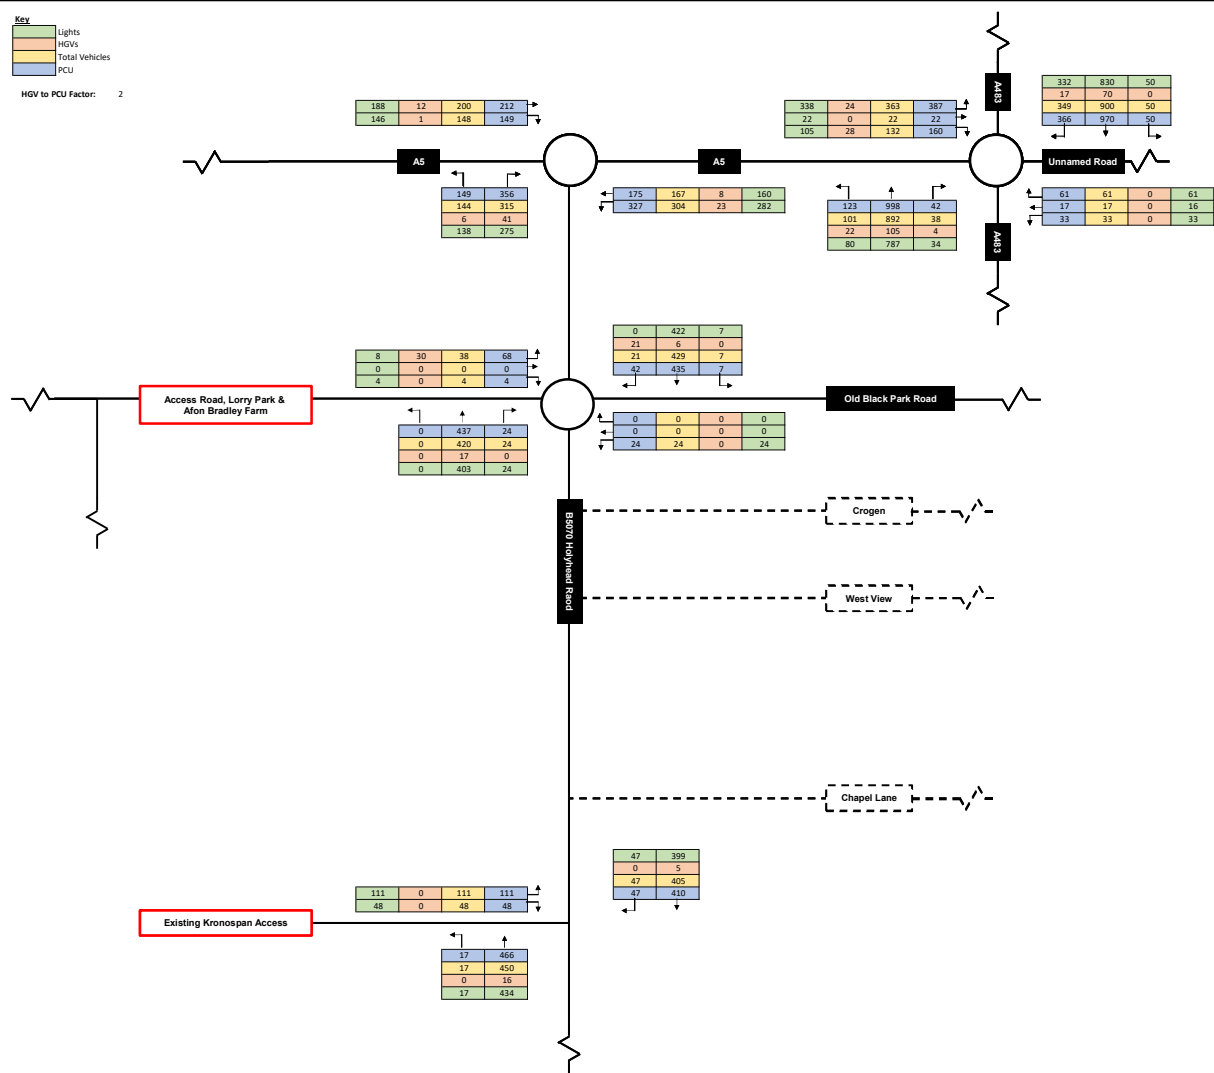 Key
Lights
HGVs
Total Vehicles
PCU
HGV to PCU Factor: 2
188 12 200 212
146 1 148 149
338 24 363 387
22 0 22 22
105 28 132 160
A483
332 830 50
17 70 0
349 900 50
366 970 50
A5
A5
Unnamed Road
149 356
144 315
6 41
138 275
175 167 8 160
327 304 23 282
123 998 42
101 892 38
22 105 4
80 787 34
61 61 0 61
17 17 0 16
33 33 0 33
A483
8 30 38 68
0 0 0 0
4 0 4 4
0 422 7
21 6 0
21 429 7
42 435 7
Access Road, Lorry Park &
Afon Bradley Farm
Old Black Park Road
0 437 24
0 420 24
0 17 0
0 403 24
0 0 0 0
0 0 0 0
24 24 0 24
B5070 Holyhead Raod
Crogen
West View
Chapel Lane
47 399
0 5
47 405
47 410
111 0 111 111
48 0 48 48
Existing Kronospan Access
17 466
17 450
0 16
17 434